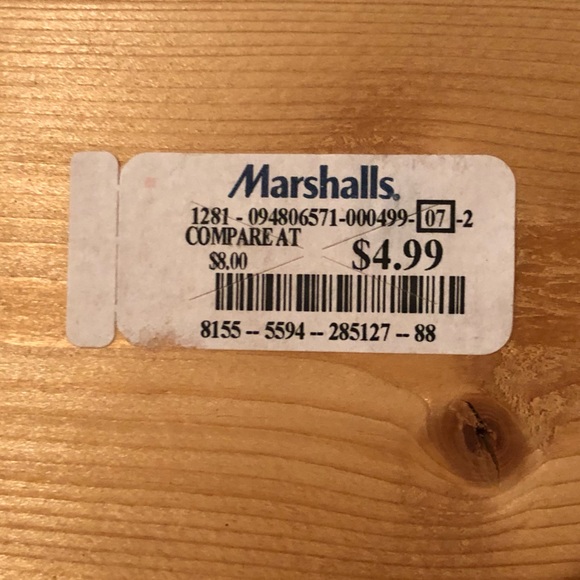 Marshalls.
1281 - 094806571-000499- 07 -2
COMPARE AT
$8.00 $4.99
8155 -- 5594 -- 285127 -- 88